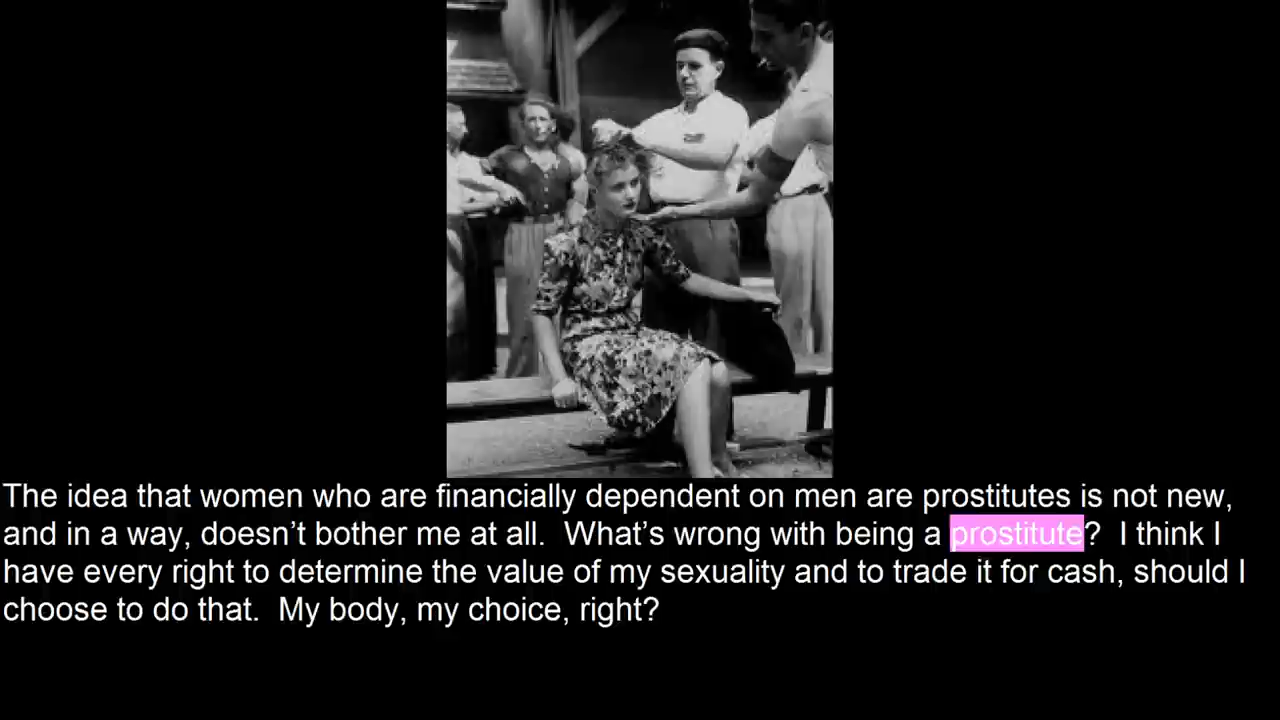 The idea that women who are financially dependent on men are prostitutes is not new,
and in a way, doesn’t bother me at all.  What’s wrong with being a prostitute?  I think I
have every right to determine the value of my sexuality and to trade it for cash, should I
choose to do that.  My body, my choice, right?